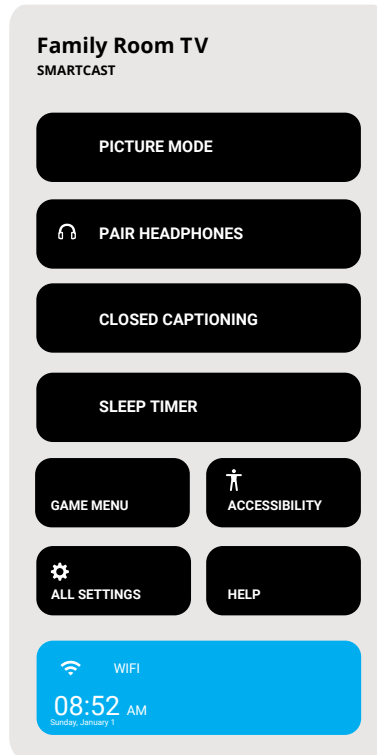 Family Room TV
SMARTCAST
PICTURE MODE
PAIR HEADPHONES
CLOSED CAPTIONING
SLEEP TIMER
GAME MENU
ACCESSIBILITY
ALL SETTINGS
HELP
WIFI
08:52 AM
Sunday, January 1